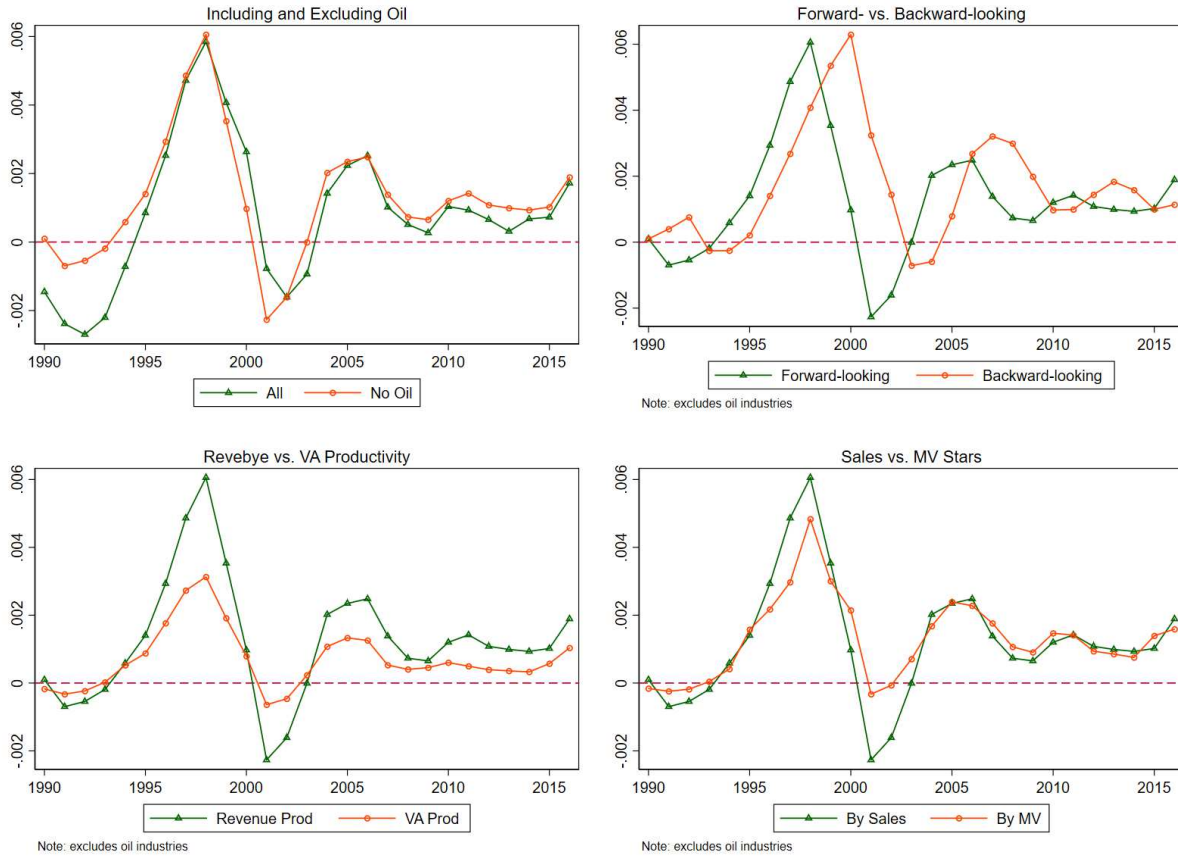 Including and Excluding Oil
.006
.004
.002
0
-.002
1990 1995 2000 2005 2010 2015
All No Oil
Forward- vs. Backward-looking
.006
.004
.002
0
-.002
1990 1995 2000 2005 2010 2015
Forward-looking Backward-looking
Note: excludes oil industries
Revebye vs. VA Productivity
.006
.004
.002
0
-.002
1990 1995 2000 2005 2010 2015
Revenue Prod VA Prod
Note: excludes oil industries
Sales vs. MV Stars
.006
.004
.002
0
-.002
1990 1995 2000 2005 2010 2015
By Sales By MV
Note: excludes oil industries